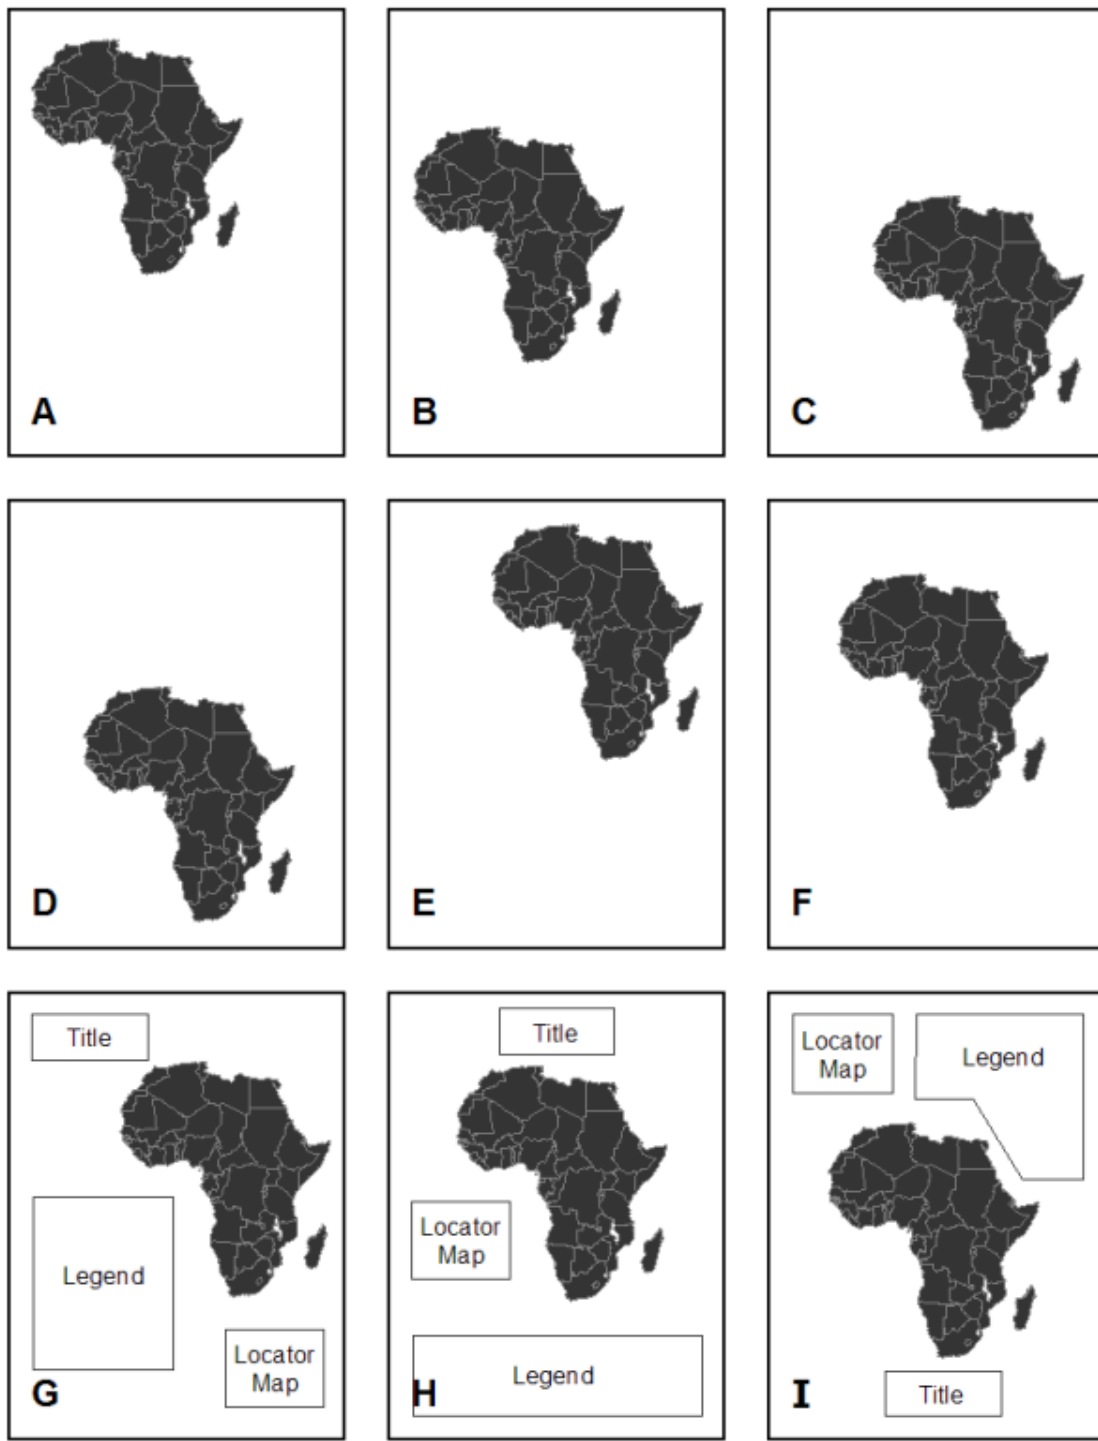 A
B
C
D
E
F
Title
Legend
Locator
Map
G
Title
Locator
Map
Legend
H
Locator
Map
Legend
Title
I